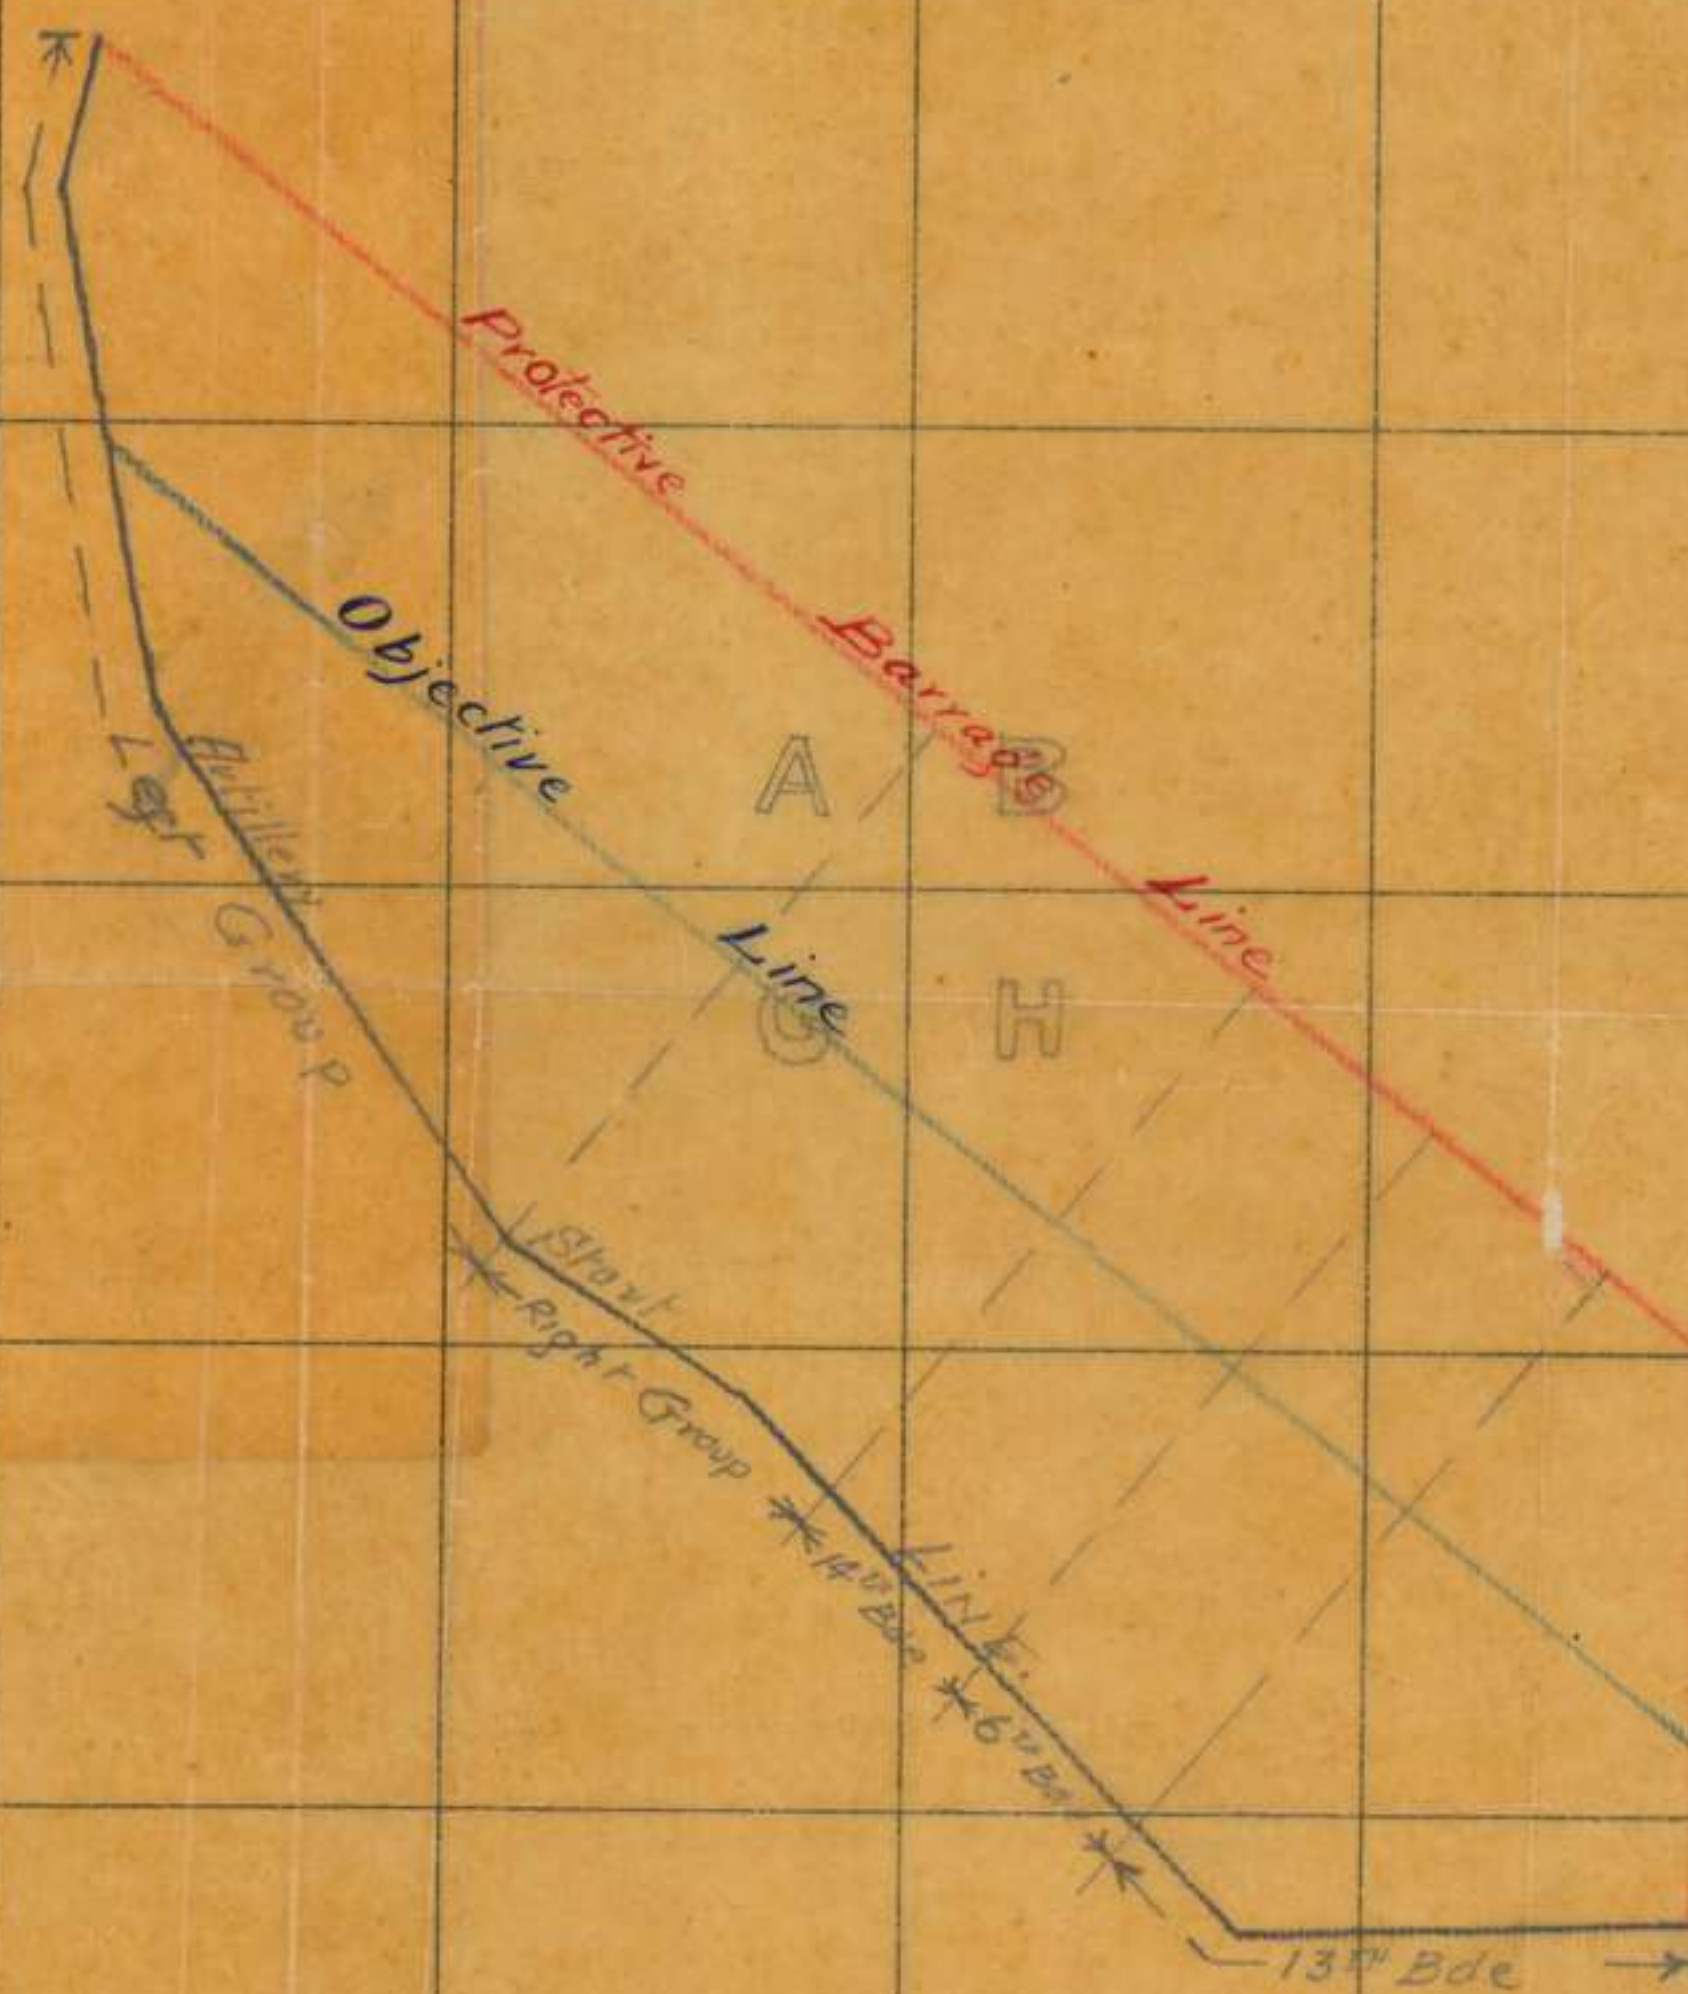 Protective Barrage Line
Objective Line
A
B
G
H
Artillery Start LINE.
Left Group
Right Group
14TH Bde
6TH Bde
13TH Bde